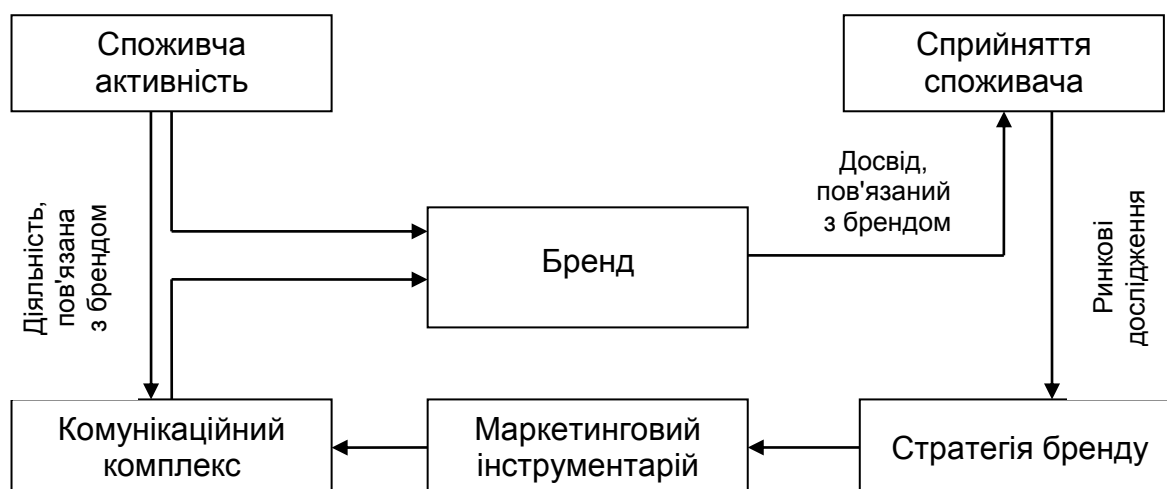 Споживча
активність
Сприйняття
споживача
Діяльність,
пов'язана
з брендом
Бренд
Досвід,
пов'язаний
з брендом
Ринкові
дослідження
Комунікаційний
комплекс
Маркетинговий
інструментарій
Стратегія бренду